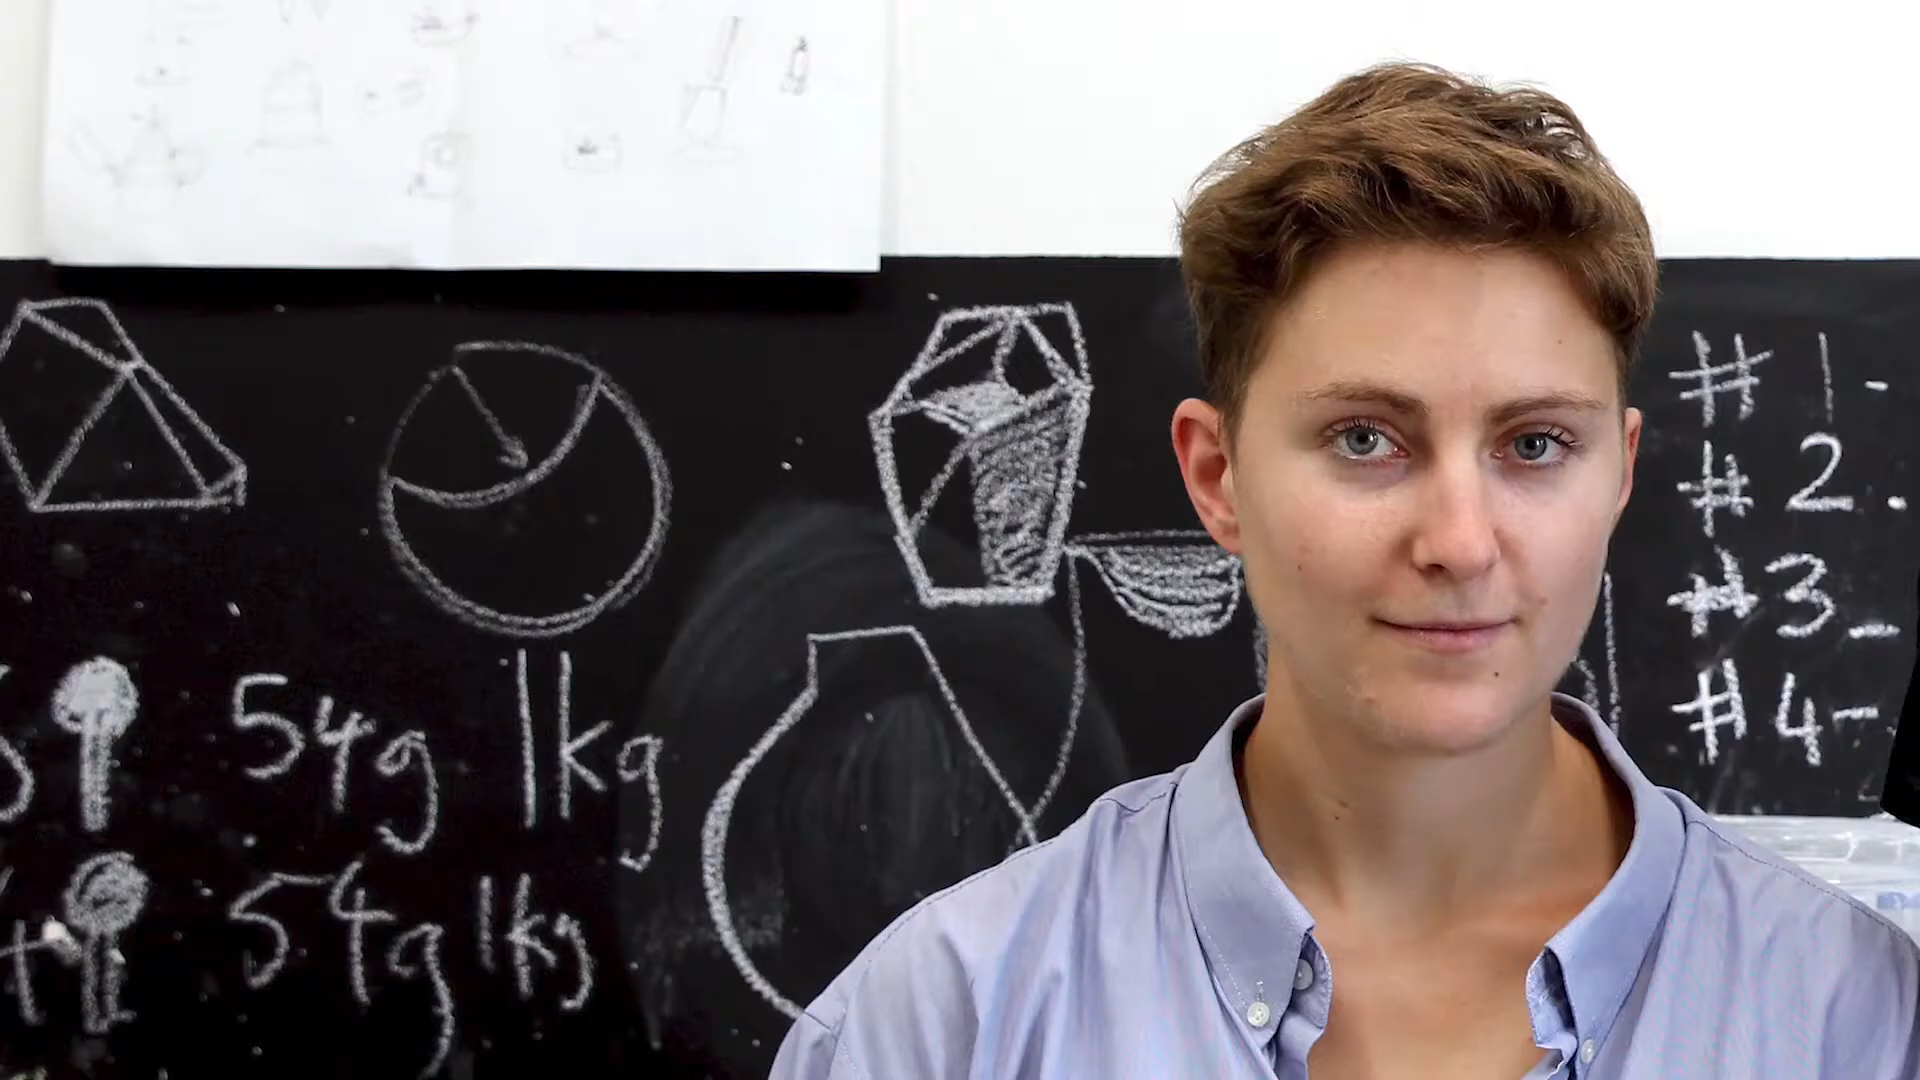 54g 1kg
54g 1kg
# 1-
# 2.
# 3-
# 4-